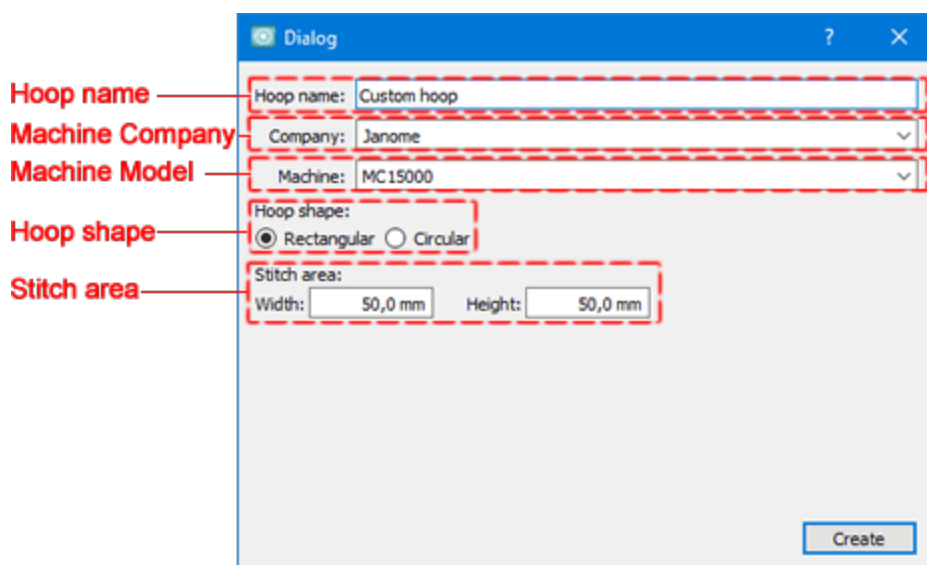 Dialog
?
Hoop name
Hoop name: Custom hoop
Machine Company
Company: Janome
Machine Model
Machine: MC15000
Hoop shape
Hoop shape:
Rectangular Circular
Stitch area
Stitch area:
Width: 50,0 mm Height: 50,0 mm
Create